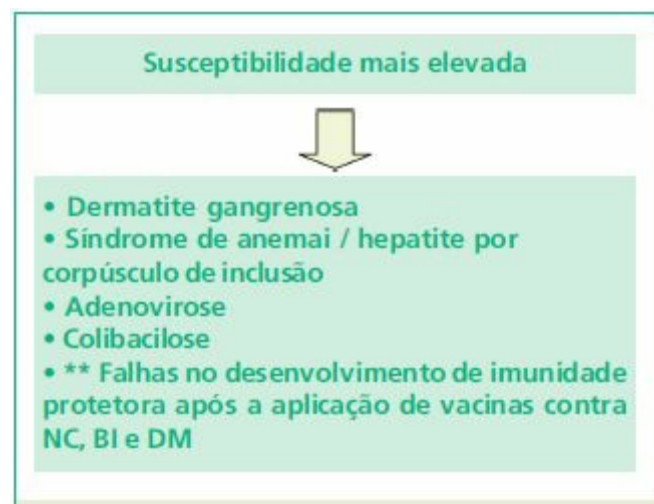 Susceptibilidade mais elevada
• Dermatite gangrenosa
• Síndrome de anemai / hepatite por
corpúsculo de inclusão
• Adenovirose
• Colibacilose
• ** Falhas no desenvolvimento de imunidade
protetora após a aplicação de vacinas contra
NC, BI e DM